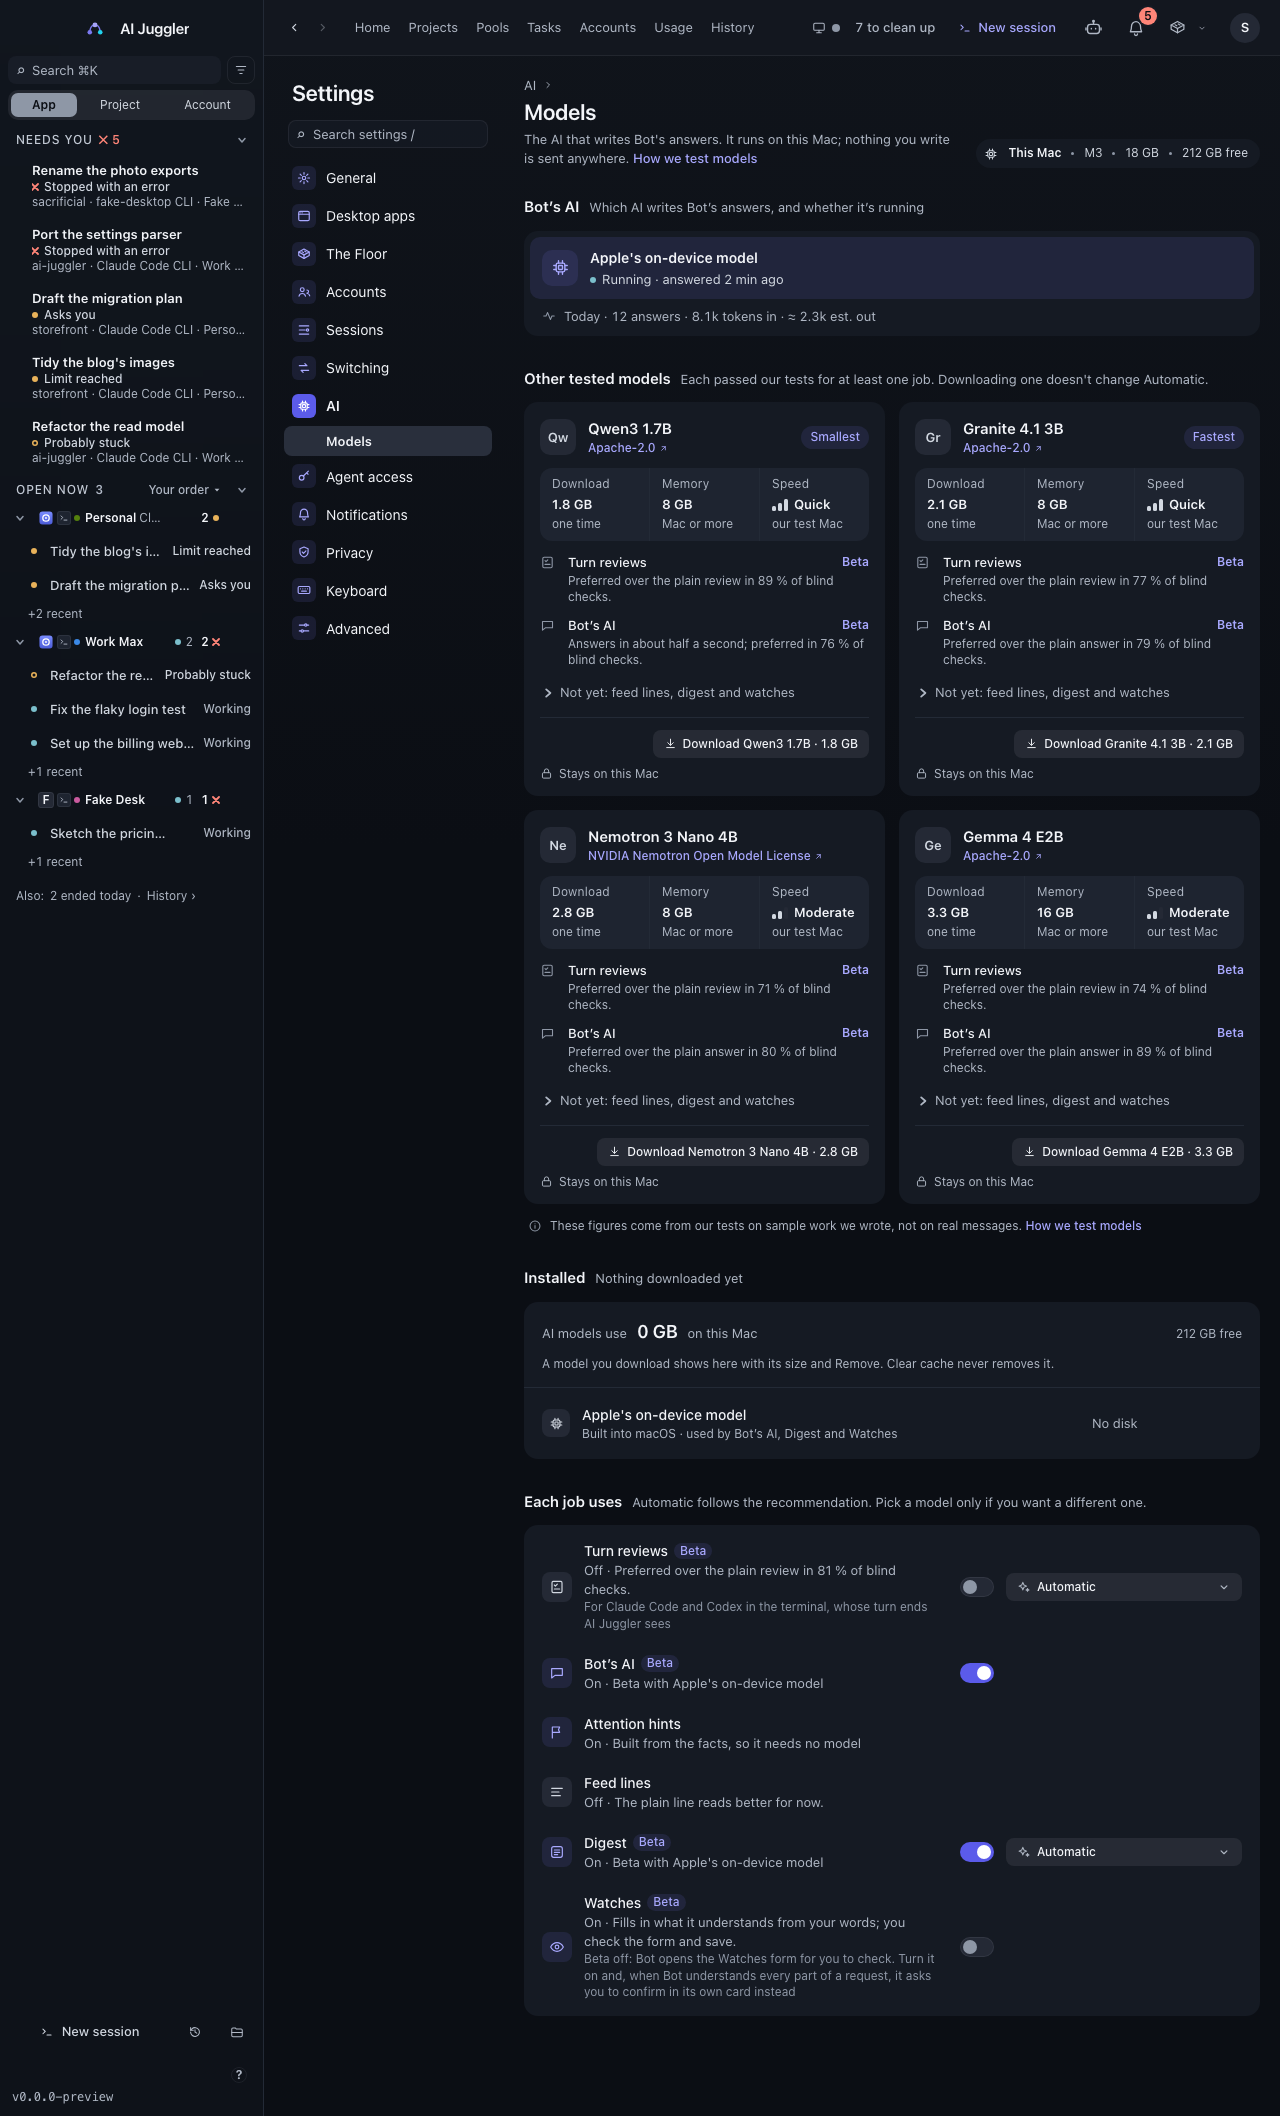 AI Juggler
Search ⌘K
App Project Account
NEEDS YOU 5
Rename the photo exports
Stopped with an error
sacrificial · fake-desktop CLI · Fake ...
Port the settings parser
Stopped with an error
ai-juggler · Claude Code CLI · Work ...
Draft the migration plan
Asks you
storefront · Claude Code CLI · Perso...
Tidy the blog's images
Limit reached
storefront · Claude Code CLI · Perso...
Refactor the read model
Probably stuck
ai-juggler · Claude Code CLI · Work ...
OPEN NOW 3 Your order
Personal Cl... 2
Tidy the blog's i... Limit reached
Draft the migration p... Asks you
+2 recent
Work Max 2 2
Refactor the re... Probably stuck
Fix the flaky login test Working
Set up the billing web... Working
+1 recent
F Fake Desk 1 1
Sketch the pricin... Working
+1 recent
Also: 2 ended today · History ›
New session
?
v0.0.0-preview
Home Projects Pools Tasks Accounts Usage History
7 to clean up
New session
5
S
Settings
Search settings /
General
Desktop apps
The Floor
Accounts
Sessions
Switching
AI
Models
Agent access
Notifications
Privacy
Keyboard
Advanced
AI ›
Models
The AI that writes Bot's answers. It runs on this Mac; nothing you write
is sent anywhere. How we test models
This Mac • M3 • 18 GB • 212 GB free
Bot's AI Which AI writes Bot's answers, and whether it's running
Apple's on-device model
Running · answered 2 min ago
Today · 12 answers · 8.1k tokens in · ≈ 2.3k est. out
Other tested models Each passed our tests for at least one job. Downloading one doesn't change Automatic.
Qw
Qwen3 1.7B
Apache-2.0 ↗
Smallest
Download Memory Speed
1.8 GB 8 GB Quick
one time Mac or more our test Mac
Turn reviews Beta
Preferred over the plain review in 89 % of blind
checks.
Bot's AI Beta
Answers in about half a second; preferred in 76 % of
blind checks.
Not yet: feed lines, digest and watches
Download Qwen3 1.7B · 1.8 GB
Stays on this Mac
Gr
Granite 4.1 3B
Apache-2.0 ↗
Fastest
Download Memory Speed
2.1 GB 8 GB Quick
one time Mac or more our test Mac
Turn reviews Beta
Preferred over the plain review in 77 % of blind
checks.
Bot's AI Beta
Preferred over the plain answer in 79 % of blind
checks.
Not yet: feed lines, digest and watches
Download Granite 4.1 3B · 2.1 GB
Stays on this Mac
Ne
Nemotron 3 Nano 4B
NVIDIA Nemotron Open Model License ↗
Download Memory Speed
2.8 GB 8 GB Moderate
one time Mac or more our test Mac
Turn reviews Beta
Preferred over the plain review in 71 % of blind
checks.
Bot's AI Beta
Preferred over the plain answer in 80 % of blind
checks.
Not yet: feed lines, digest and watches
Download Nemotron 3 Nano 4B · 2.8 GB
Stays on this Mac
Ge
Gemma 4 E2B
Apache-2.0 ↗
Download Memory Speed
3.3 GB 16 GB Moderate
one time Mac or more our test Mac
Turn reviews Beta
Preferred over the plain review in 74 % of blind
checks.
Bot's AI Beta
Preferred over the plain answer in 89 % of blind
checks.
Not yet: feed lines, digest and watches
Download Gemma 4 E2B · 3.3 GB
Stays on this Mac
These figures come from our tests on sample work we wrote, not on real messages. How we test models
Installed Nothing downloaded yet
AI models use 0 GB on this Mac 212 GB free
A model you download shows here with its size and Remove. Clear cache never removes it.
Apple's on-device model
Built into macOS · used by Bot's AI, Digest and Watches
No disk
Each job uses Automatic follows the recommendation. Pick a model only if you want a different one.
Turn reviews Beta
Off · Preferred over the plain review in 81 % of blind
checks.
For Claude Code and Codex in the terminal, whose turn ends
AI Juggler sees
Automatic
Bot's AI Beta
On · Beta with Apple's on-device model
Attention hints
On · Built from the facts, so it needs no model
Feed lines
Off · The plain line reads better for now.
Digest Beta
On · Beta with Apple's on-device model
Automatic
Watches Beta
On · Fills in what it understands from your words; you
check the form and save.
Beta off: Bot opens the Watches form for you to check. Turn it
on and, when Bot understands every part of a request, it asks
you to confirm in its own card instead